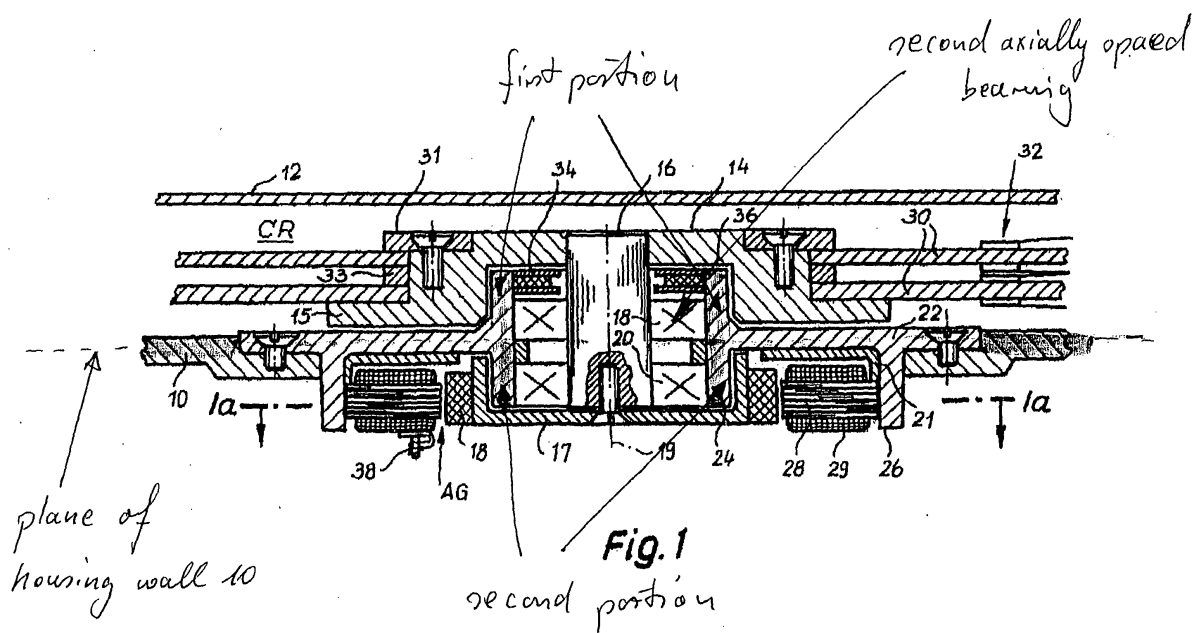 second axially spaced
bearing
first portion
12
31
34
16
14
32
CR
36
30
33
18
22
15
20
10
1a
1a
21
38
18
17
19
24
28
29
26
AG
plane of
housing wall 10
Fig. 1
second portion